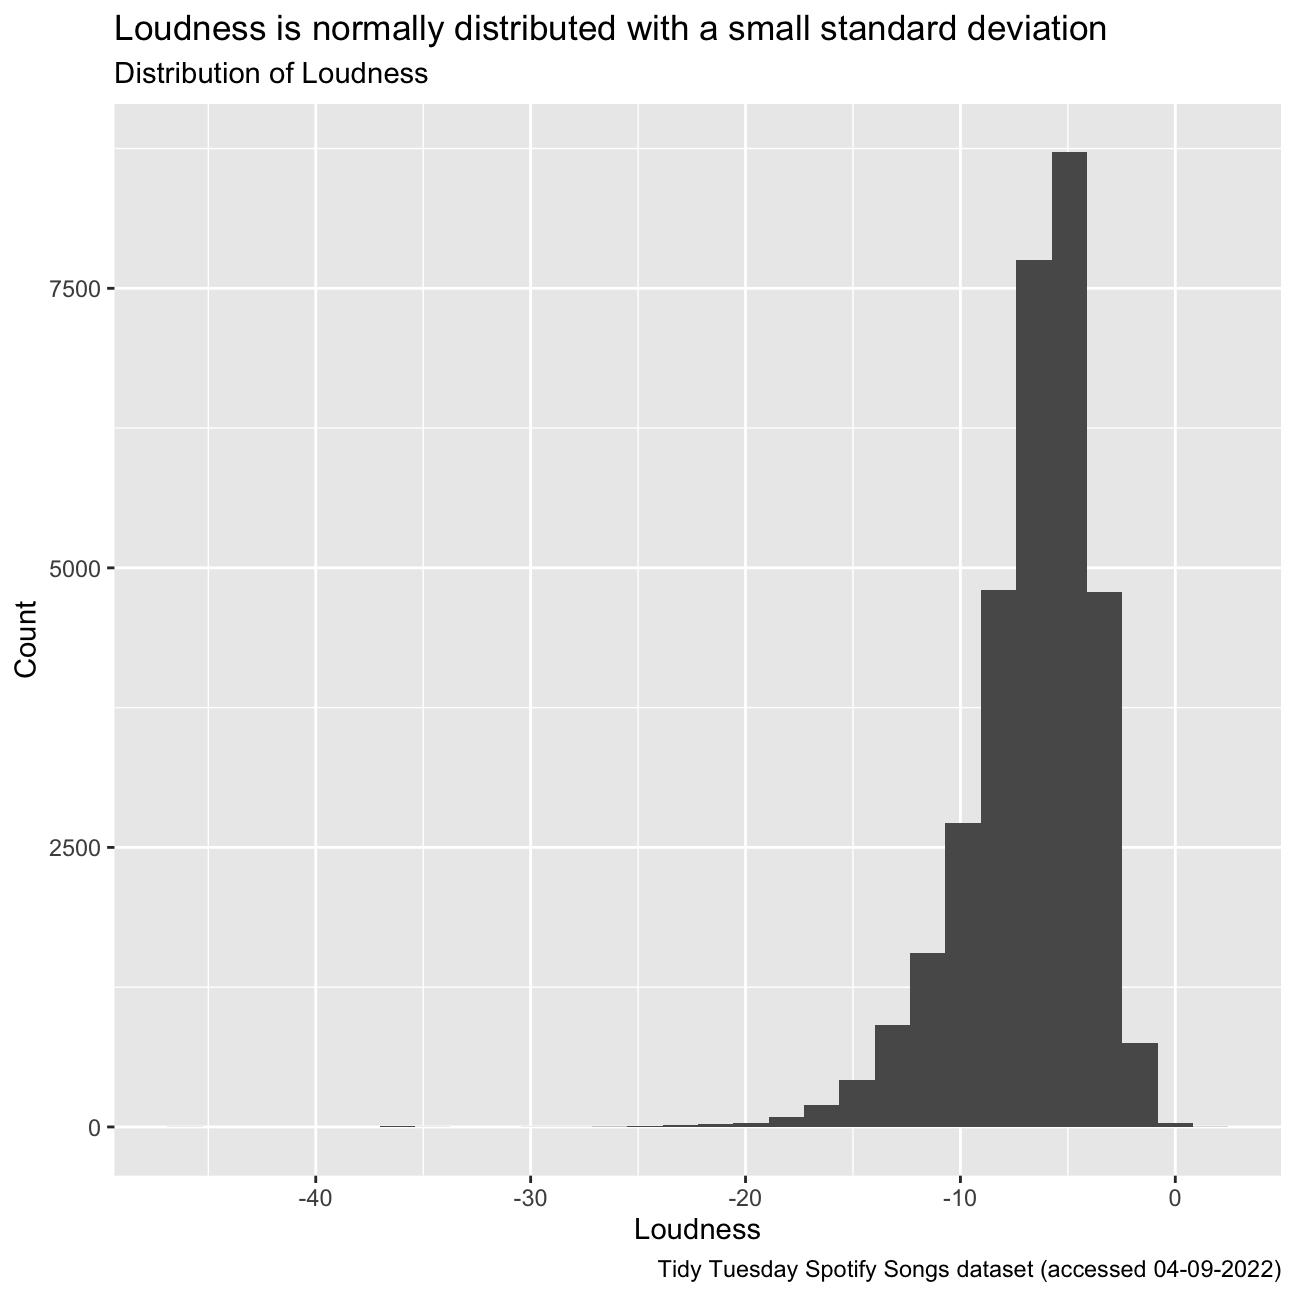 Loudness is normally distributed with a small standard deviation
Distribution of Loudness
7500
5000
2500
0
Count
-40 -30 -20 -10 0
Loudness
Tidy Tuesday Spotify Songs dataset (accessed 04-09-2022)